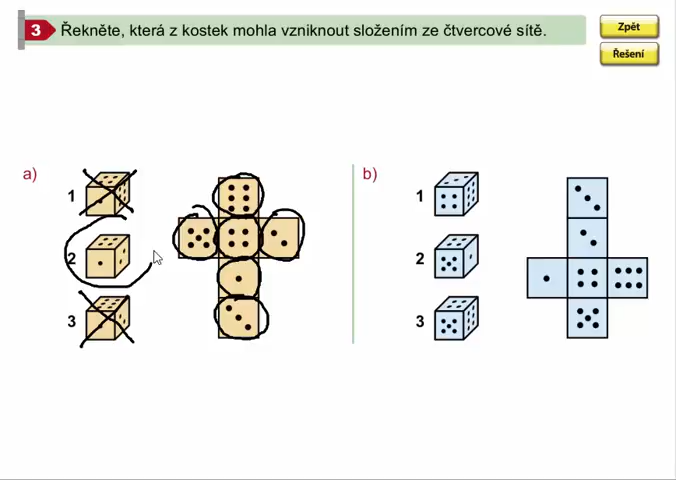 3 Řekněte, která z kostek mohla vzniknout složením ze čtvercové sítě.
Zpět
Řešení
a)
1
2
3
b)
1
2
3